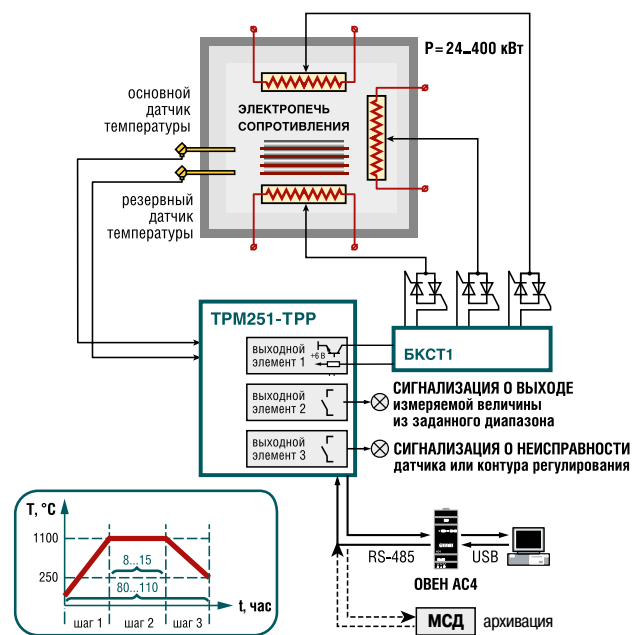 P = 24...400 кВт
основной
датчик
температуры
ЭЛЕКТРОПЕЧЬ
СОПРОТИВЛЕНИЯ
резервный
датчик
температуры
ТРМ251-ТРР
выходной
элемент 1
+6 В
БКСТ1
выходной
элемент 2
СИГНАЛИЗАЦИЯ О ВЫХОДЕ
измеряемой величины
из заданного диапазона
выходной
элемент 3
СИГНАЛИЗАЦИЯ О НЕИСПРАВНОСТИ
датчика или контура регулирования
T, °C
1100
8...15
250
80...110
t, час
шаг 1
шаг 2
шаг 3
RS-485
USB
ОВЕН АС4
МСД
архивация